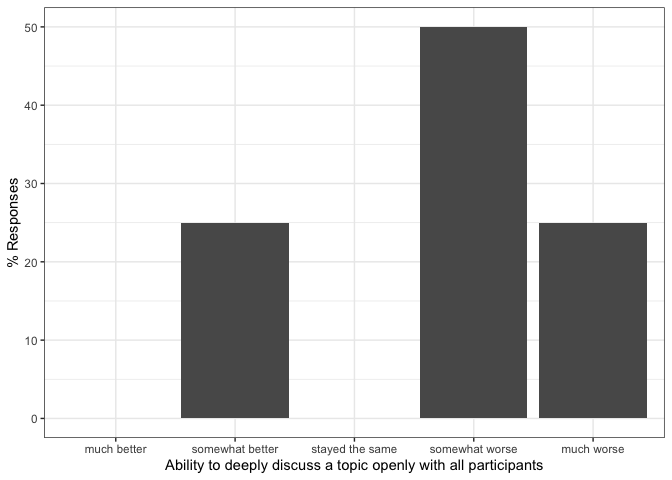 50
40
30
20
10
0
% Responses
much better
somewhat better
stayed the same
somewhat worse
much worse
Ability to deeply discuss a topic openly with all participants